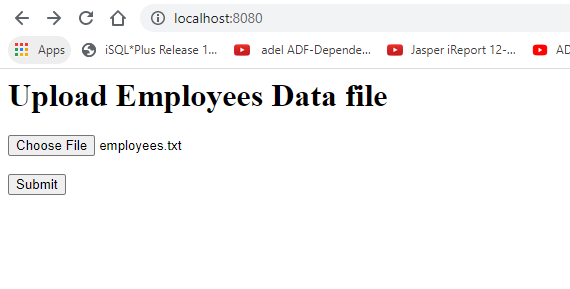 localhost:8080
Apps iSQL*Plus Release 1... adel ADF-Depende... Jasper iReport 12-... AD
Upload Employees Data file
Choose File employees.txt
Submit